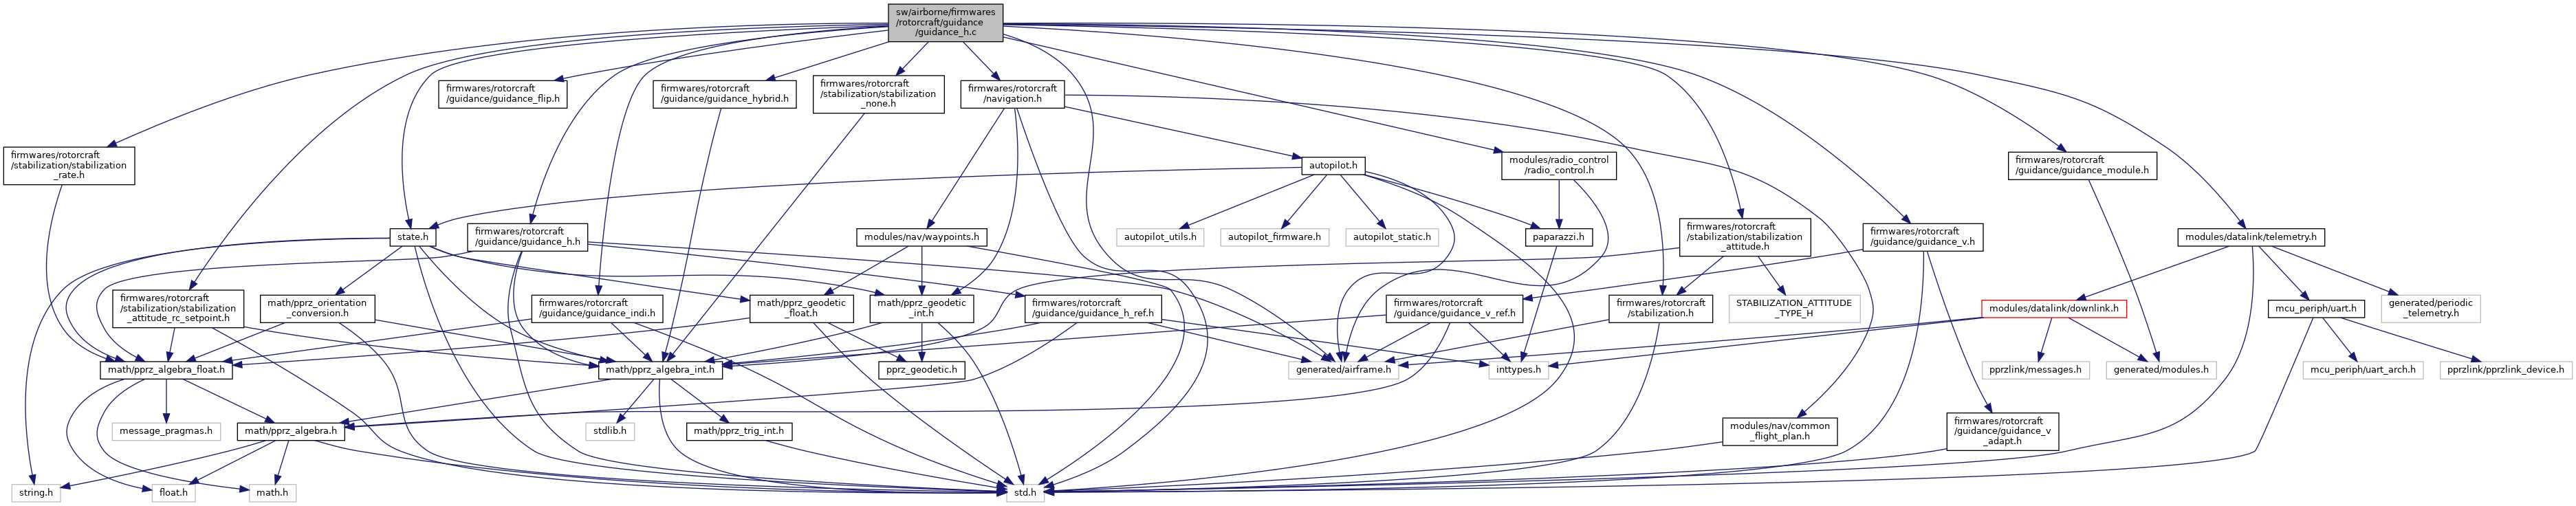 sw/airborne/firmwares
/rotorcraft/guidance
/guidance_h.c
firmwares/rotorcraft
/guidance/guidance_flip.h
firmwares/rotorcraft
/guidance/guidance_hybrid.h
firmwares/rotorcraft
/stabilization/stabilization
_none.h
firmwares/rotorcraft
/navigation.h
firmwares/rotorcraft
/stabilization/stabilization
_rate.h
autopilot.h
modules/radio_control
/radio_control.h
firmwares/rotorcraft
/guidance/guidance_module.h
state.h
firmwares/rotorcraft
/guidance/guidance_h.h
modules/nav/waypoints.h
autopilot_utils.h
autopilot_firmware.h
autopilot_static.h
paparazzi.h
firmwares/rotorcraft
/stabilization/stabilization
_attitude.h
firmwares/rotorcraft
/guidance/guidance_v.h
modules/datalink/telemetry.h
firmwares/rotorcraft
/stabilization/stabilization
_attitude_rc_setpoint.h
math/pprz_orientation
_conversion.h
firmwares/rotorcraft
/guidance/guidance_indi.h
math/pprz_geodetic
_float.h
math/pprz_geodetic
_int.h
firmwares/rotorcraft
/guidance/guidance_h_ref.h
firmwares/rotorcraft
/guidance/guidance_v_ref.h
firmwares/rotorcraft
/stabilization.h
STABILIZATION_ATTITUDE
_TYPE_H
modules/datalink/downlink.h
mcu_periph/uart.h
generated/periodic
_telemetry.h
math/pprz_algebra_float.h
math/pprz_algebra_int.h
pprz_geodetic.h
generated/airframe.h
inttypes.h
pprzlink/messages.h
generated/modules.h
mcu_periph/uart_arch.h
pprzlink/pprzlink_device.h
message_pragmas.h
math/pprz_algebra.h
stdlib.h
math/pprz_trig_int.h
modules/nav/common
_flight_plan.h
firmwares/rotorcraft
/guidance/guidance_v
_adapt.h
string.h
float.h
math.h
std.h